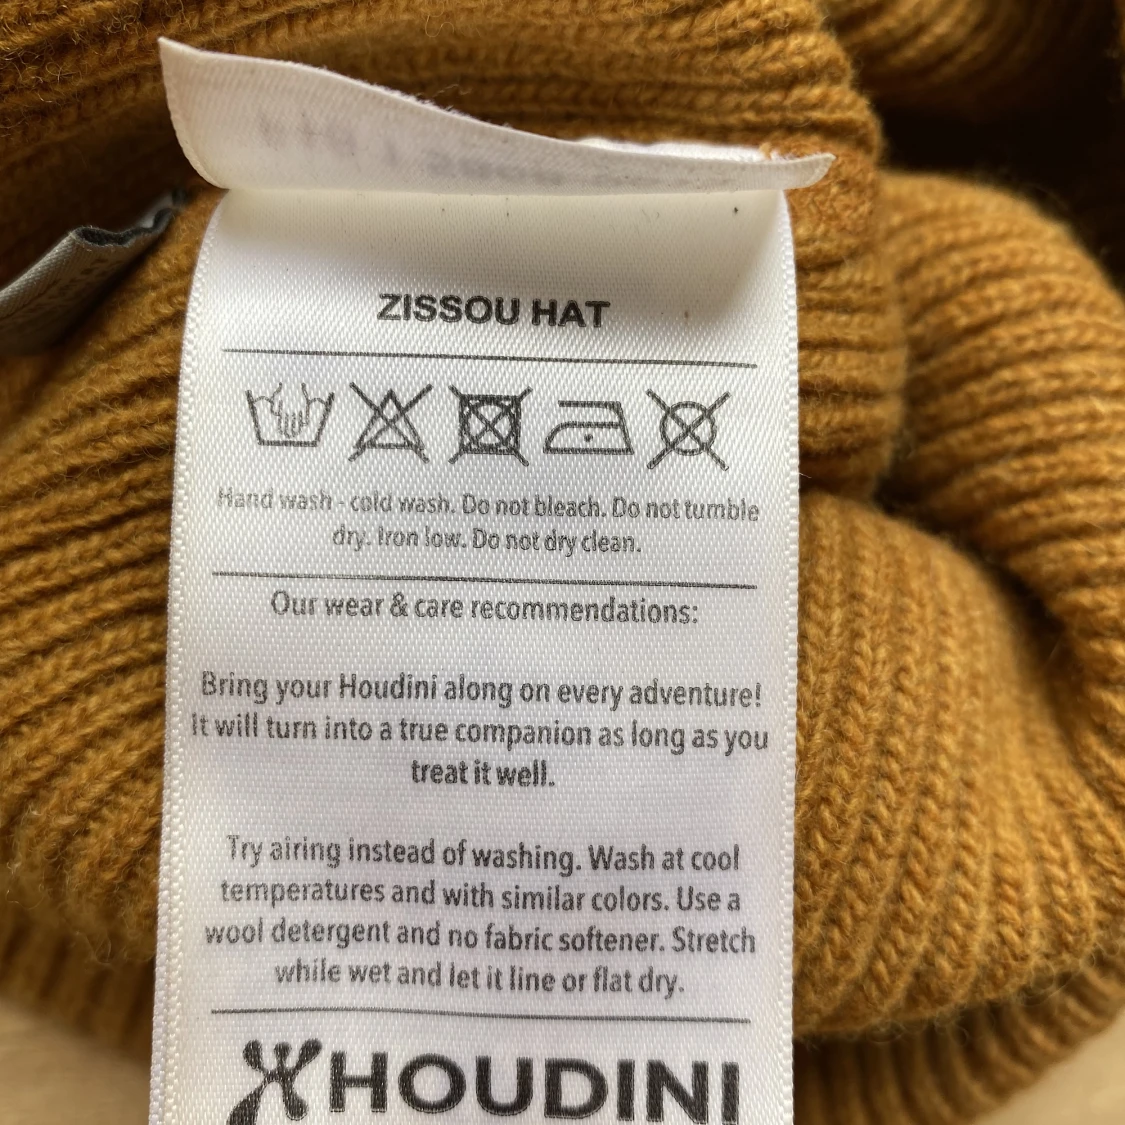 ZISSOU HAT
Hand wash - cold wash. Do not bleach. Do not tumble
dry. Iron low. Do not dry clean.
Our wear & care recommendations:
Bring your Houdini along on every adventure!
It will turn into a true companion as long as you
treat it well.
Try airing instead of washing. Wash at cool
temperatures and with similar colors. Use a
wool detergent and no fabric softener. Stretch
while wet and let it line or flat dry.
HOUDINI